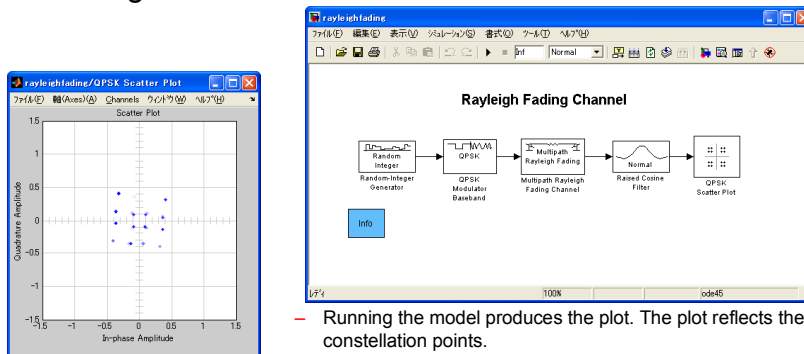 rayleighfading
ファイル(F) 編集(E) 表示(V) シミュレーション(S) 書式(O) ツール(T) ヘルプ(H)
Inf Normal
Rayleigh Fading Channel
Random
Integer
Random-Integer
Generator
QPSK
QPSK
Modulator
Baseband
Multipath
Rayleigh Fading
Multipath Rayleigh
Fading Channel
Normal
Raised Cosine
Filter
QPSK
Scatter Plot
Info
レディ 100% ode45
rayleighfading/QPSK Scatter Plot
ファイル(F) 軸(Axes)(A) Channels ウィンドウ(W) ヘルプ(H)
Scatter Plot
1.5
1
0.5
0
-0.5
-1
-1.5
-1.5 -1 -0.5 0 0.5 1 1.5
Quadrature Amplitude
In-phase Amplitude
– Running the model produces the plot. The plot reflects the
constellation points.